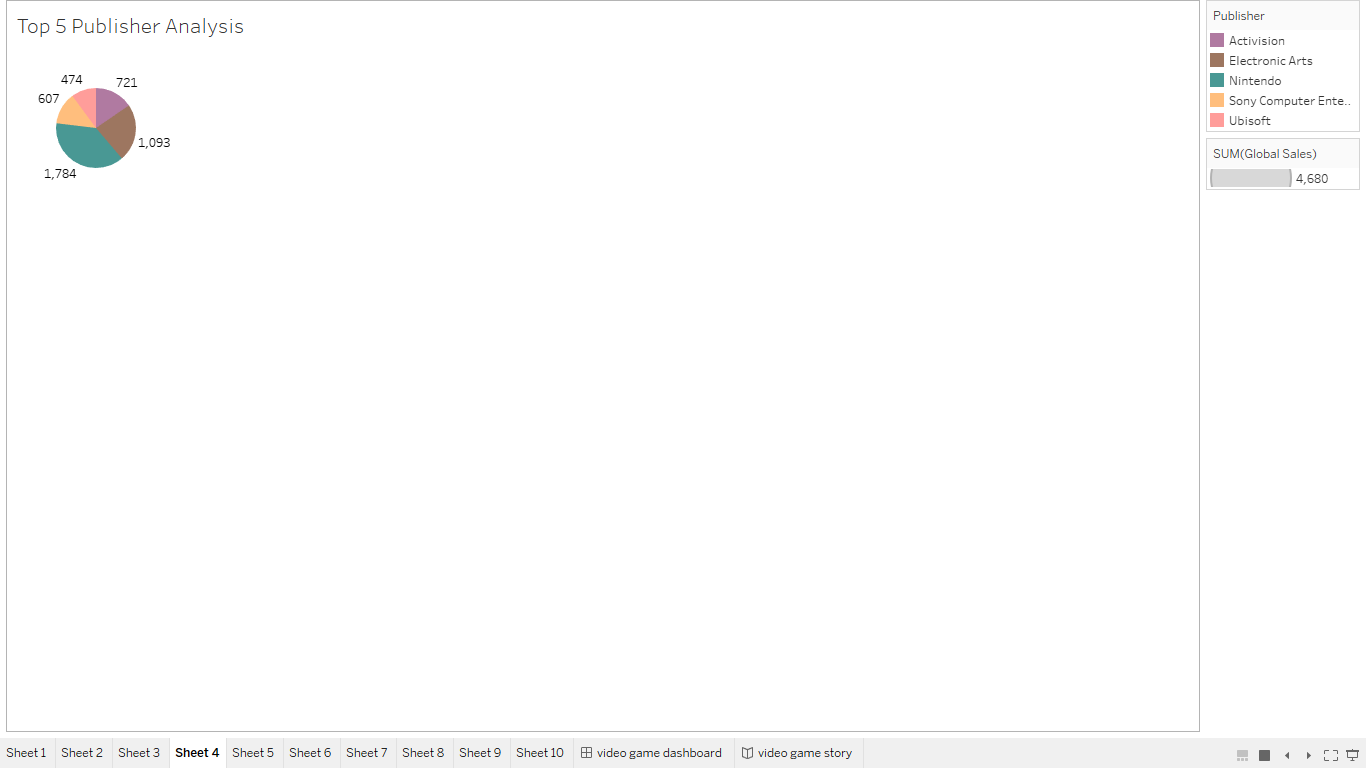 Top 5 Publisher Analysis
474
721
607
1,093
1,784
Publisher
Activision
Electronic Arts
Nintendo
Sony Computer Ente..
Ubisoft
SUM(Global Sales)
4,680
Sheet 1
Sheet 2
Sheet 3
Sheet 4
Sheet 5
Sheet 6
Sheet 7
Sheet 8
Sheet 9
Sheet 10
video game dashboard
video game story